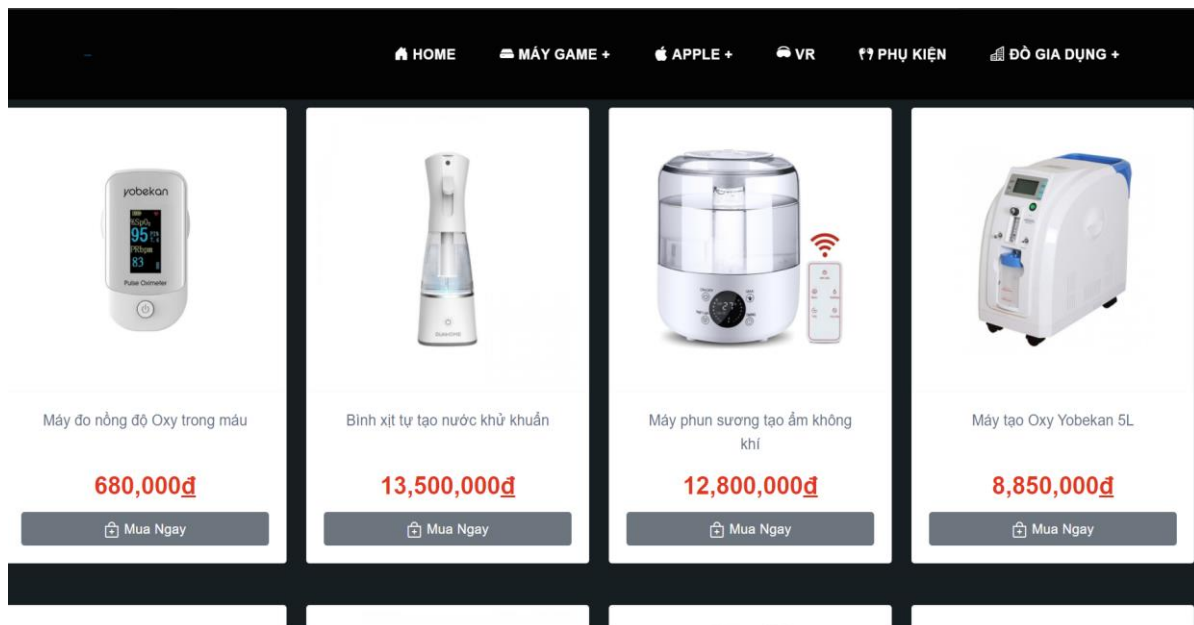 HOME
MÁY GAME +
APPLE +
VR
PHỤ KIỆN
ĐỒ GIA DỤNG +
yobekan
%SpO₂
95
PRbpm
83
Pulse Oximeter
Máy đo nồng độ Oxy trong máu
680,000đ
Mua Ngay
Bình xịt tự tạo nước khử khuẩn
13,500,000đ
Mua Ngay
Máy phun sương tạo ẩm không
khí
12,800,000đ
Mua Ngay
Máy tạo Oxy Yobekan 5L
8,850,000đ
Mua Ngay